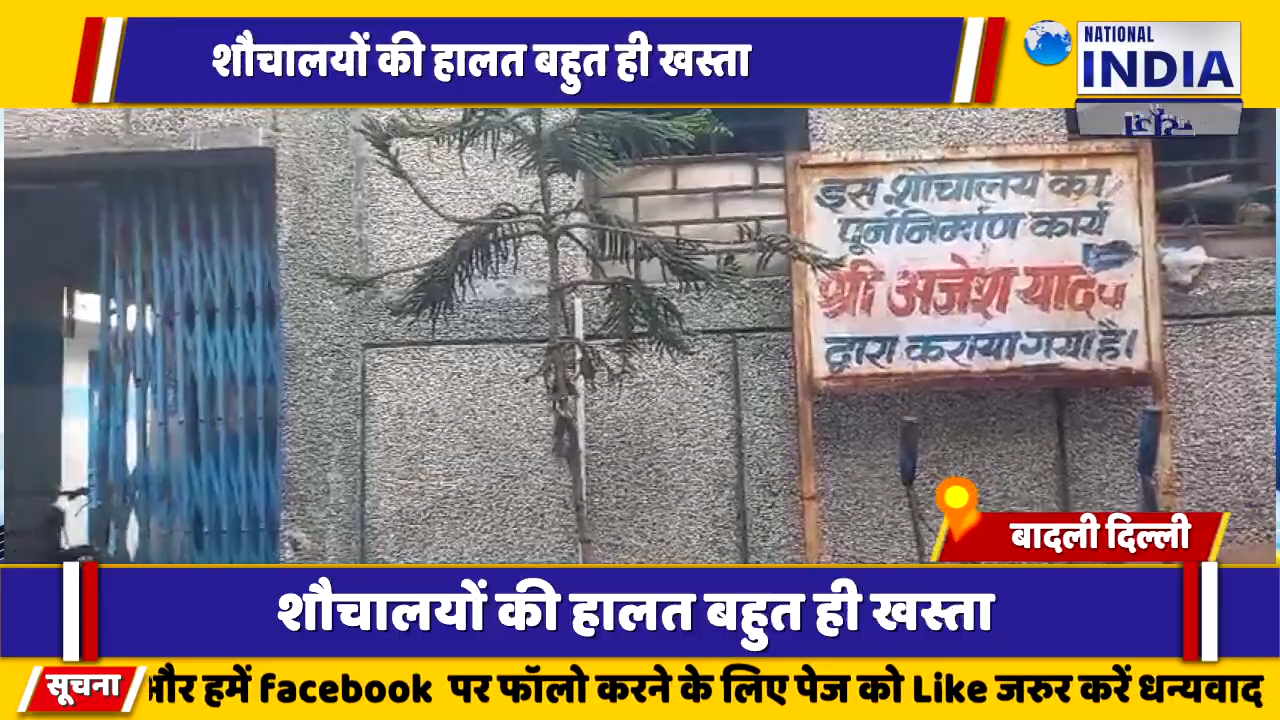 शौचालयों की हालत बहुत ही खस्ता
NATIONAL
INDIA
इस शौचालय का
पूर्ननिर्माण कार्य
श्री अजेश यादव
द्वारा कराया गया है।
बादली दिल्ली
शौचालयों की हालत बहुत ही खस्ता
सूचना
और हमें facebook पर फॉलो करने के लिए पेज को Like जरुर करें धन्यवाद